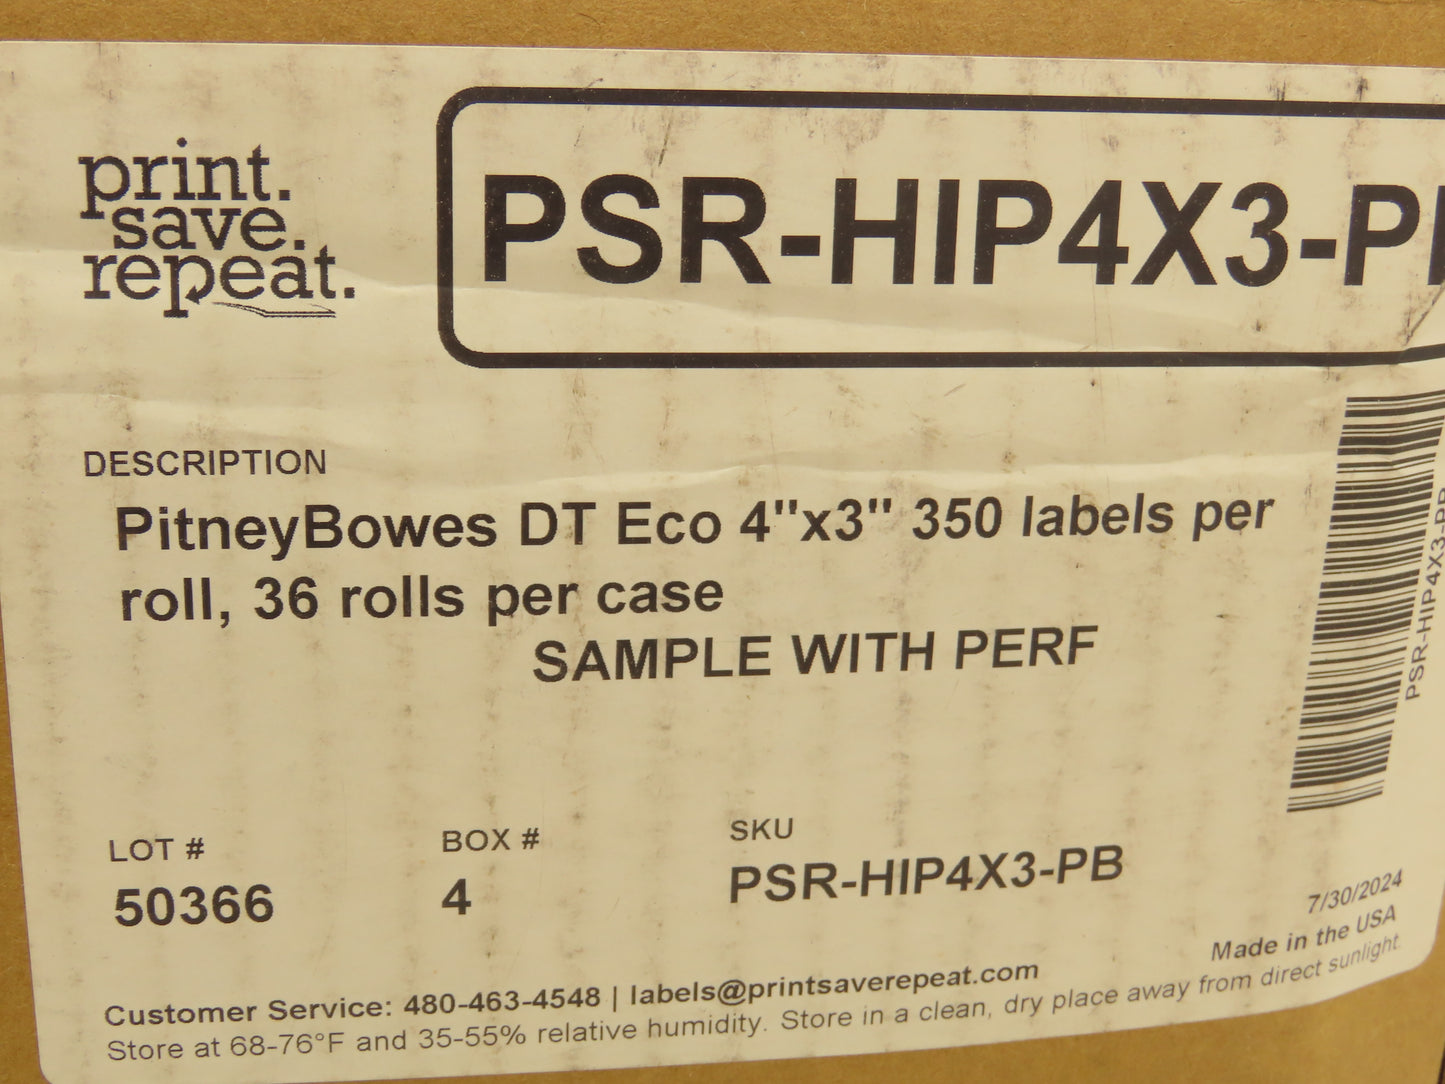 print.
save.
repeat.
PSR-HIP4X3-P
DESCRIPTION
PitneyBowes DT Eco 4"x3" 350 labels per
roll, 36 rolls per case
SAMPLE WITH PERF
PSR-HIP4X3-PB
LOT #
50366
BOX #
4
SKU
PSR-HIP4X3-PB
7/30/2024
Made in the USA
Customer Service: 480-463-4548 | labels@printsaverepeat.com
Store at 68-76°F and 35-55% relative humidity. Store in a clean, dry place away from direct sunlight.